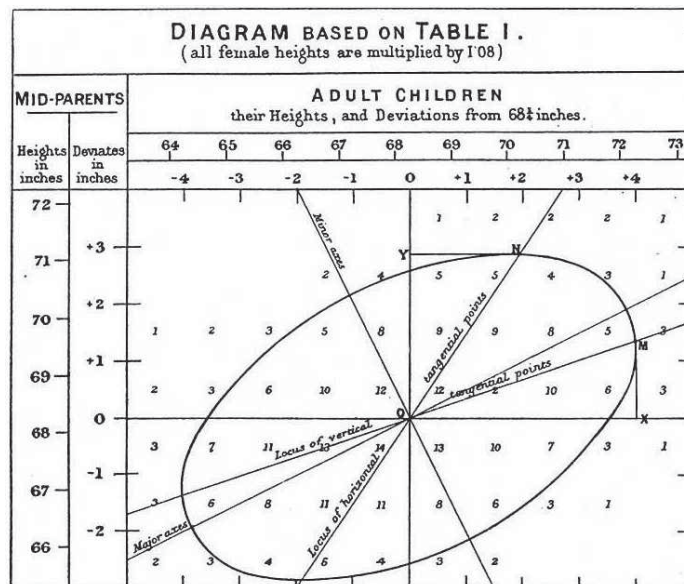 DIAGRAM BASED ON TABLE I.
(all female heights are multiplied by 1'08)
MID-PARENTS
ADULT CHILDREN
their Heights, and Deviations from 68¼ inches.
Heights in inches
Deviates in inches
64 65 66 67 68 69 70 71 72 73
-4 -3 -2 -1 0 +1 +2 +3 +4
72
1 2 2 2 1
Minor axes
+3
Y N
71
2 4 5 5 4 3 1
+2
tangential points
70
1 2 3 5 8 9 9 8 5 3
M
+1
tangential points
69
2 3 6 10 12 12 2 10 6 3
0
O X
68
Locus of vertical
3 7 11 13 14 13 10 7 3 1
-1
67
3 6 8 11 11 8 6 3 1
Locus of horizontal
Major axes
-2
66
2 3 4 5 4 3 2